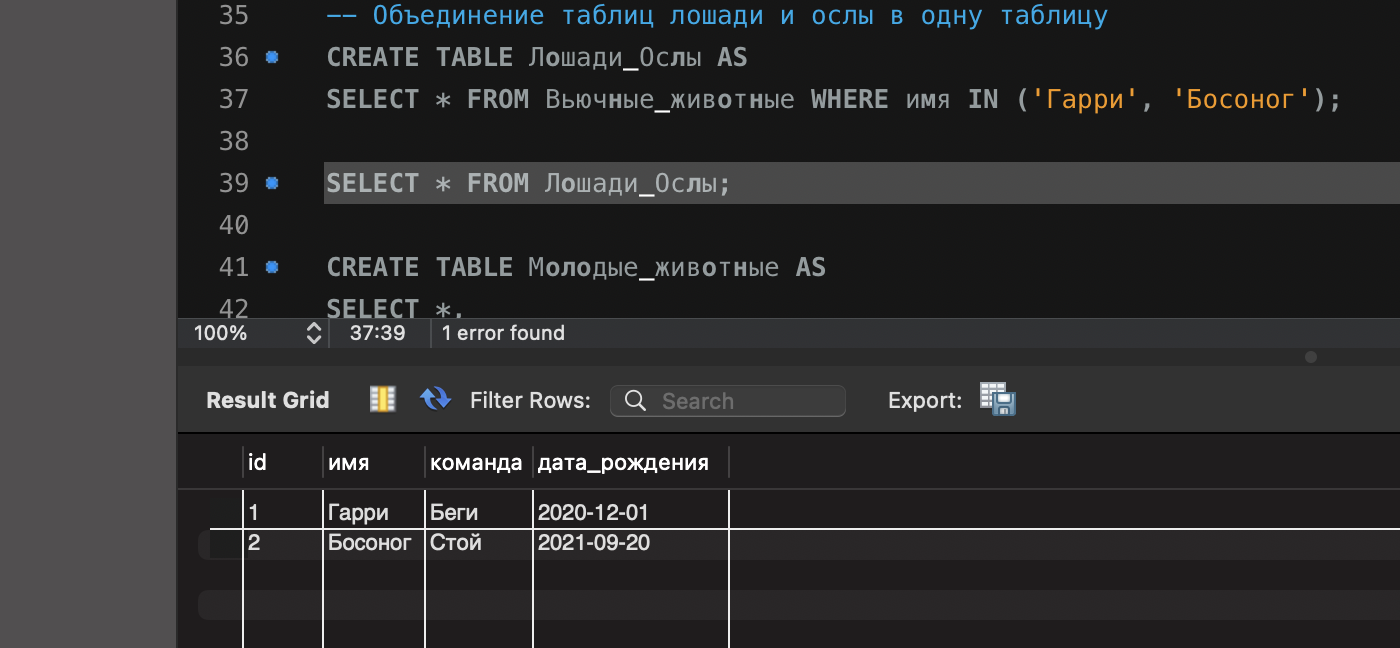 35 -- Объединение таблиц лошади и ослы в одну таблицу
36 CREATE TABLE Лошади_Ослы AS
37 SELECT * FROM Вьючные_животные WHERE имя IN ('Гарри', 'Босоног');
38
39 SELECT * FROM Лошади_Ослы;
40
41 CREATE TABLE Молодые_животные AS
42 SELECT *,
100% 37:39 1 error found
Result Grid Filter Rows: Search Export:
id имя команда дата_рождения
1 Гарри Беги 2020-12-01
2 Босоног Стой 2021-09-20